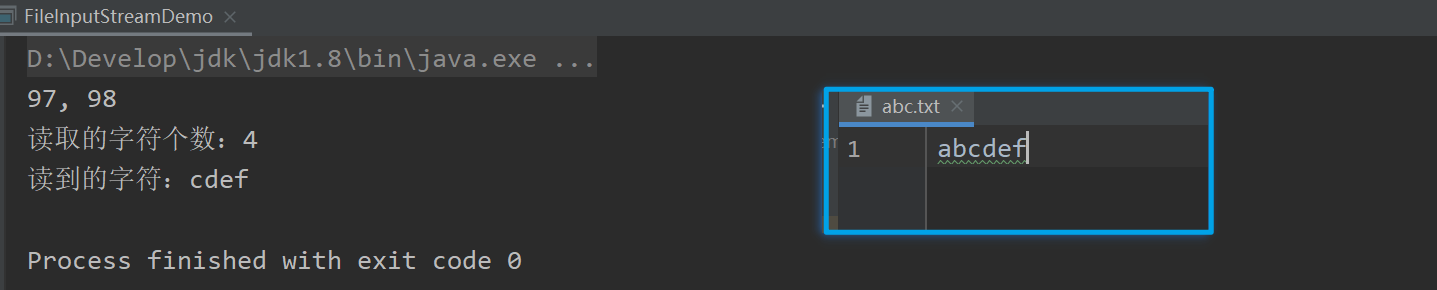 FileInputStreamDemo
D:\Develop\jdk\jdk1.8\bin\java.exe ...
97, 98
读取的字符个数：4
读到的字符：cdef
Process finished with exit code 0
abc.txt
1 abcdef